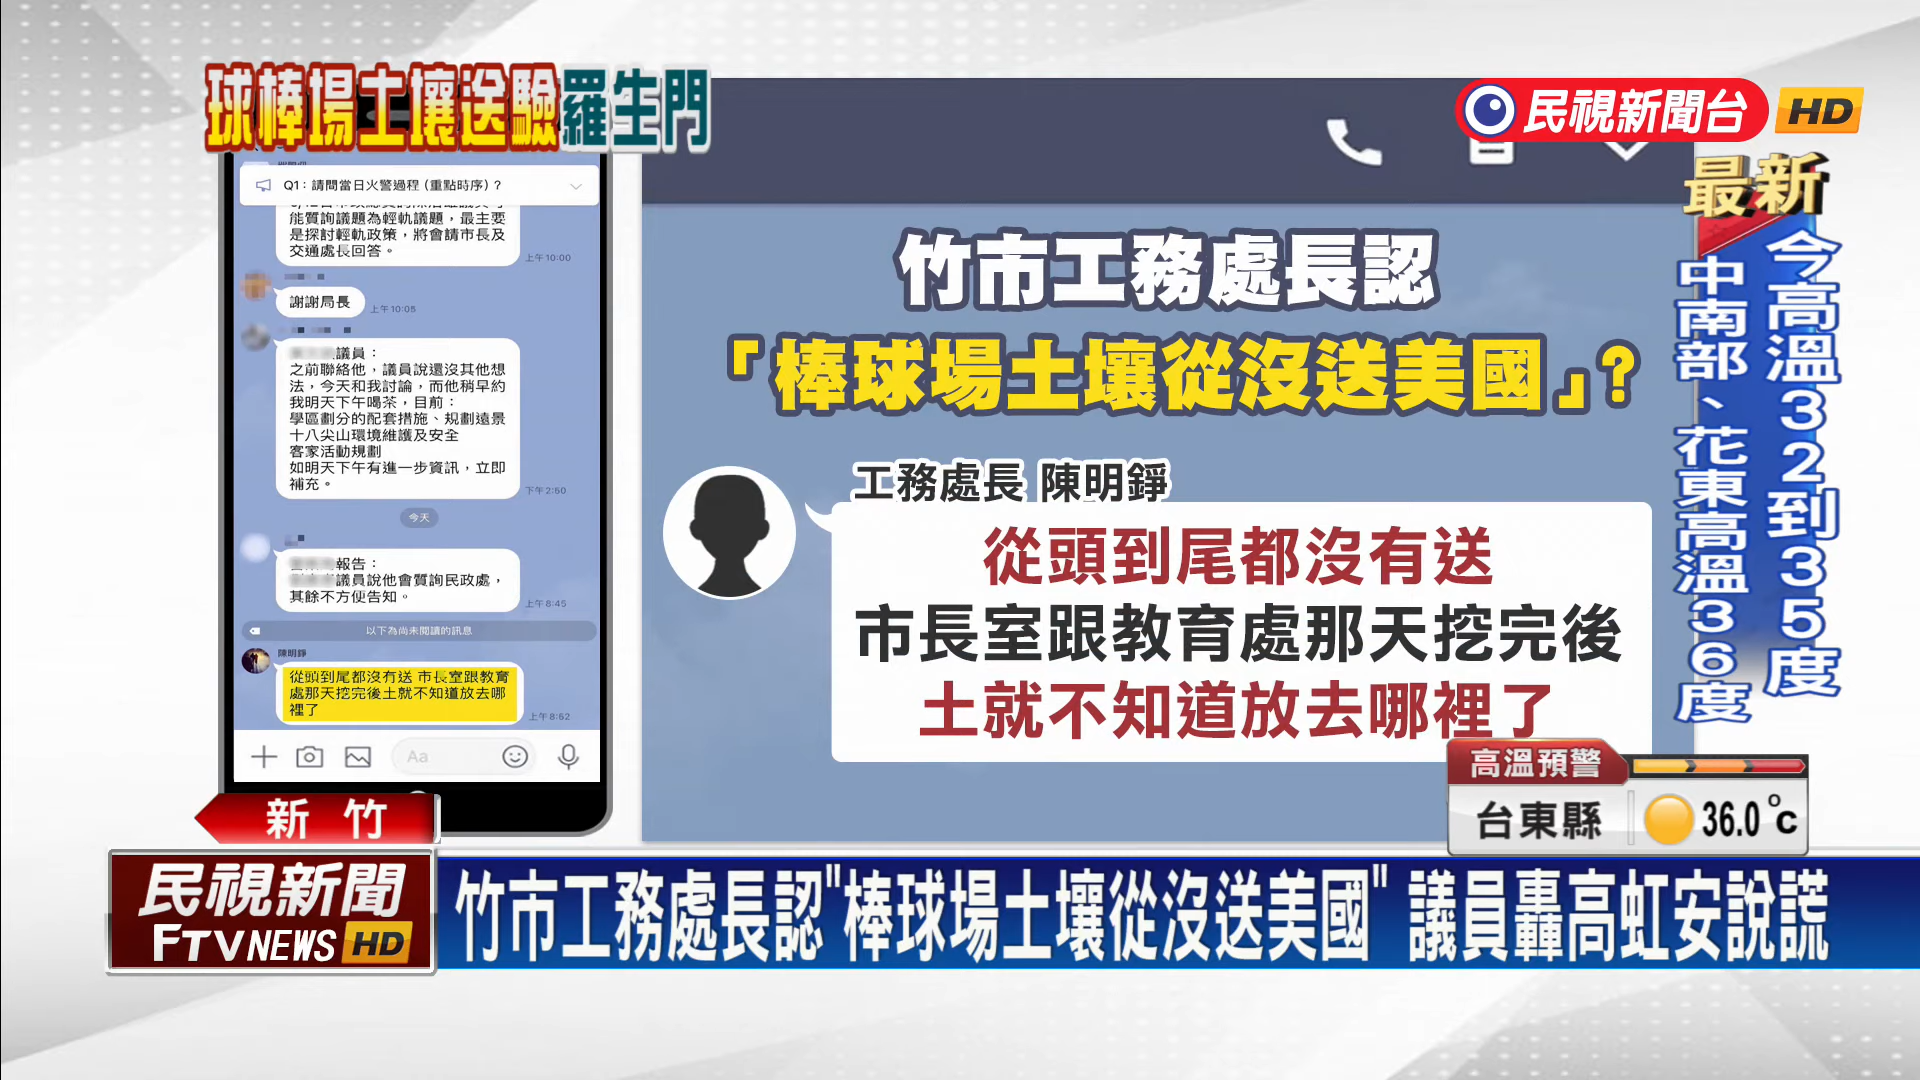 球棒場土壤送驗羅生門
民視新聞台 HD
最新
今高溫32到35度
中南部、花東高溫36度
Q1：請問當日火警過程（重點時序）？
能質詢議題為輕軌議題，最主要
是探討輕軌政策，將會請市長及
交通處長回答。
上午10:00
謝謝局長
上午10:05
議員：
之前聯絡他，議員說還沒其他想
法，今天和我討論，而他稍早約
我明天下午喝茶，目前：
學區劃分的配套措施、規劃遠景
十八尖山環境維護及安全
客家活動規劃
如明天下午有進一步資訊，立即
補充。
下午2:50
今天
報告：
議員說他會質詢民政處，
其餘不方便告知。
上午8:45
以下為尚未閱讀的訊息
陳明錚
從頭到尾都沒有送 市長室跟教育
處那天挖完後土就不知道放去哪
裡了
上午8:52
Aa
竹市工務處長認
「棒球場土壤從沒送美國」?
工務處長 陳明錚
從頭到尾都沒有送
市長室跟教育處那天挖完後
土就不知道放去哪裡了
高溫預警
台東縣 36.0°c
新竹
民視新聞
FTVNEWS HD
竹市工務處長認"棒球場土壤從沒送美國" 議員轟高虹安說謊